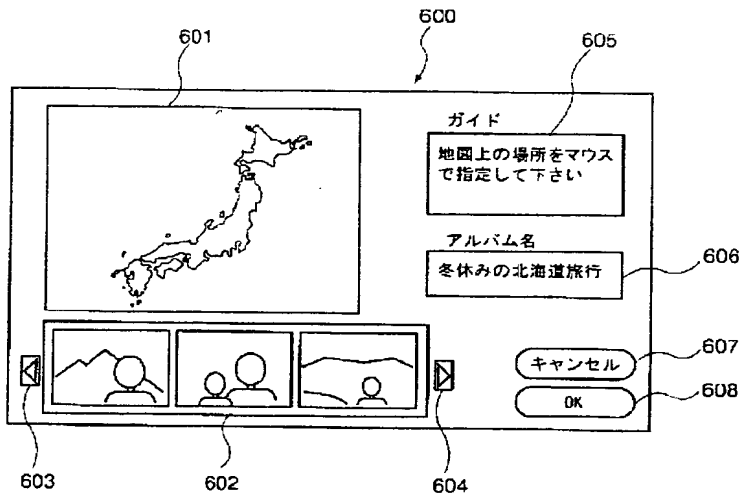 600
601
605
ガイド
地図上の場所をマウス
で指定して下さい
アルバム名
冬休みの北海道旅行
606
キャンセル
607
OK
608
603
602
604